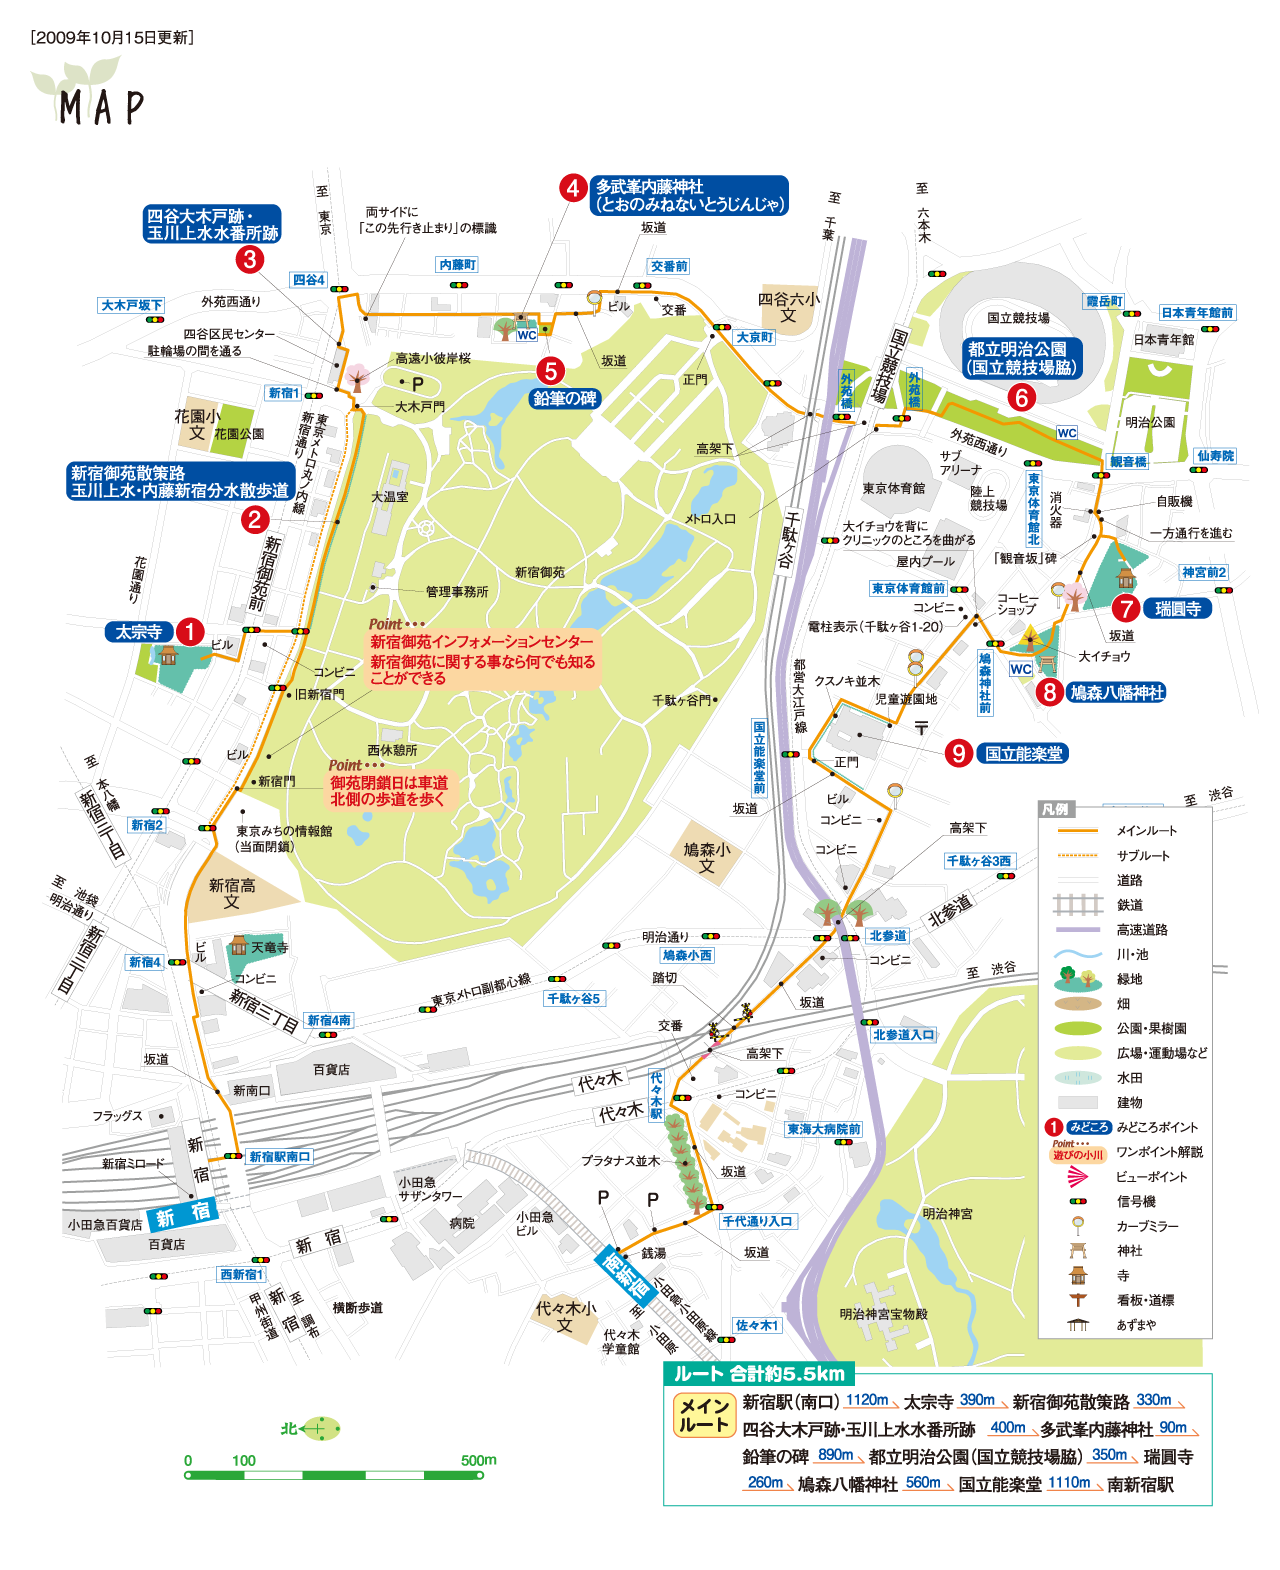 ［2009年10月15日更新］
MAP
四谷大木戸跡・
玉川上水水番所跡
3
至 東京
両サイドに
「この先行き止まり」の標識
4
多武峯内藤神社
（とおのみねないとうじんじゃ）
坂道
至 千葉
至 六本木
四谷4
内藤町
交番前
大木戸坂下
外苑西通り
四谷区民センター
駐輪場の間を通る
高遠小彼岸桜
P
大木戸門
新宿1
WC
ビル
交番
坂道
正門
大京町
四谷六小
文
5
鉛筆の碑
国立競技場
国立競技場
霞岳町
日本青年館前
日本青年館
都立明治公園
（国立競技場脇）
6
外苑橋
外苑橋
WC
明治公園
外苑西通り
観音橋
仙寿院
花園小
文
花園公園
東京メトロ丸ノ内線
新宿通り
新宿御苑散策路
玉川上水・内藤新宿分水散歩道
2
大温室
高架下
メトロ入口
サブ
アリーナ
東京体育館
陸上
競技場
東京体育館北
消火器
自販機
一方通行を進む
「観音坂」碑
大イチョウを背に
クリニックのところを曲がる
屋内プール
東京体育館前
コンビニ
電柱表示（千駄ヶ谷1-20）
コーヒー
ショップ
神宮前2
7
瑞圓寺
坂道
大イチョウ
WC
8
鳩森八幡神社
鳩森神社前
千駄ヶ谷
新宿御苑
管理事務所
新宿御苑前
花園通り
太宗寺
1
ビル
コンビニ
旧新宿門
Point
新宿御苑インフォメーションセンター
新宿御苑に関する事なら何でも知る
ことができる
都営大江戸線
クスノキ並木
児童遊園地
千駄ヶ谷門
9
国立能楽堂
国立能楽堂前
正門
西休憩所
ビル
新宿門
Point
御苑閉鎖日は車道
北側の歩道を歩く
至 本八幡
新宿三丁目
新宿2
東京みちの情報館
（当面閉鎖）
坂道
ビル
コンビニ
コンビニ
高架下
千駄ヶ谷3西
至 渋谷
鳩森小
文
新宿高
文
至 池袋
明治通り
新宿三丁目
天竜寺
ビル
新宿4
コンビニ
新宿三丁目
新宿4南
北参道
北参道
明治通り
鳩森小西
コンビニ
至 渋谷
踏切
坂道
千駄ヶ谷5
東京メトロ副都心線
交番
高架下
北参道入口
坂道
百貨店
新南口
代々木
代々木
代々木駅
コンビニ
東海大病院前
フラッグス
新宿
新宿駅南口
新宿ミロード
プラタナス並木
坂道
小田急
サザンタワー
病院
小田急
ビル
小田急百貨店
新宿
百貨店
新宿
P
P
千代通り入口
銭湯
坂道
南新宿
西新宿1
甲州街道
新宿
至 調布
横断歩道
代々木小
文
代々木
学童館
至 小田原
小田急小田原線
佐々木1
明治神宮
明治神宮宝物殿
凡例
メインルート
サブルート
道路
鉄道
高速道路
川・池
緑地
畑
公園・果樹園
広場・運動場など
水田
建物
1 みどころ みどころポイント
Point 遊びの小川 ワンポイント解説
ビューポイント
信号機
カーブミラー
神社
寺
看板・道標
あずまや
北
0 100 500m
ルート 合計約5.5km
メイン
ルート
新宿駅（南口） 1120m 太宗寺 390m 新宿御苑散策路 330m
四谷大木戸跡・玉川上水水番所跡 400m 多武峯内藤神社 90m
鉛筆の碑 890m 都立明治公園（国立競技場脇） 350m 瑞圓寺
260m 鳩森八幡神社 560m 国立能楽堂 1110m 南新宿駅